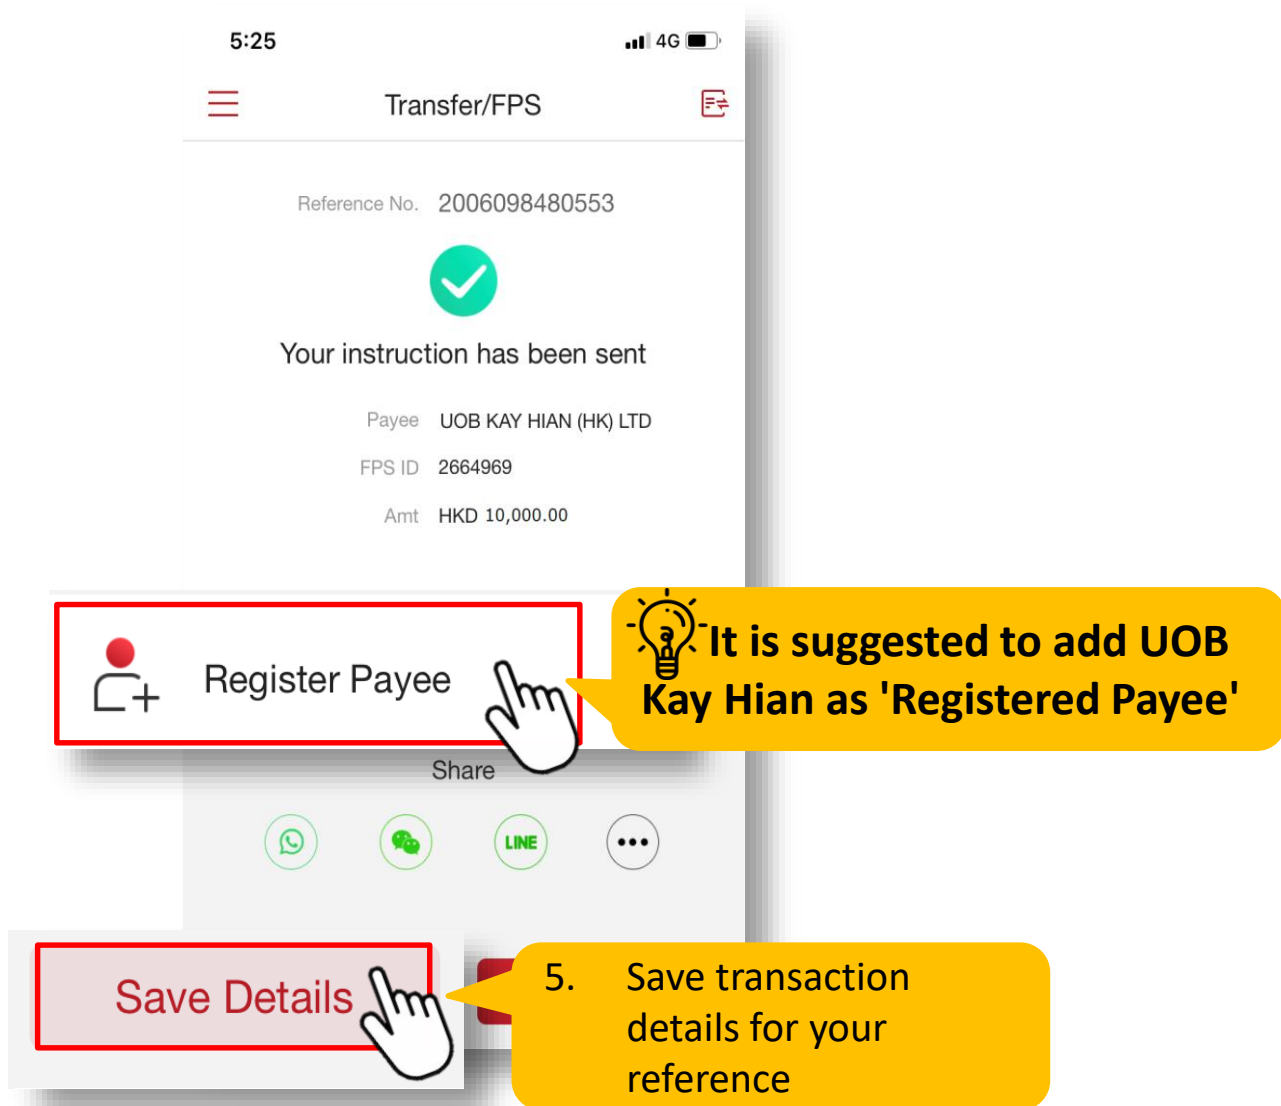 5:25 4G
Transfer/FPS
Reference No. 2006098480553
Your instruction has been sent
Payee UOB KAY HIAN (HK) LTD
FPS ID 2664969
Amt HKD 10,000.00
Register Payee
It is suggested to add UOB
Kay Hian as 'Registered Payee'
Share
LINE
Save Details
5. Save transaction
details for your
reference